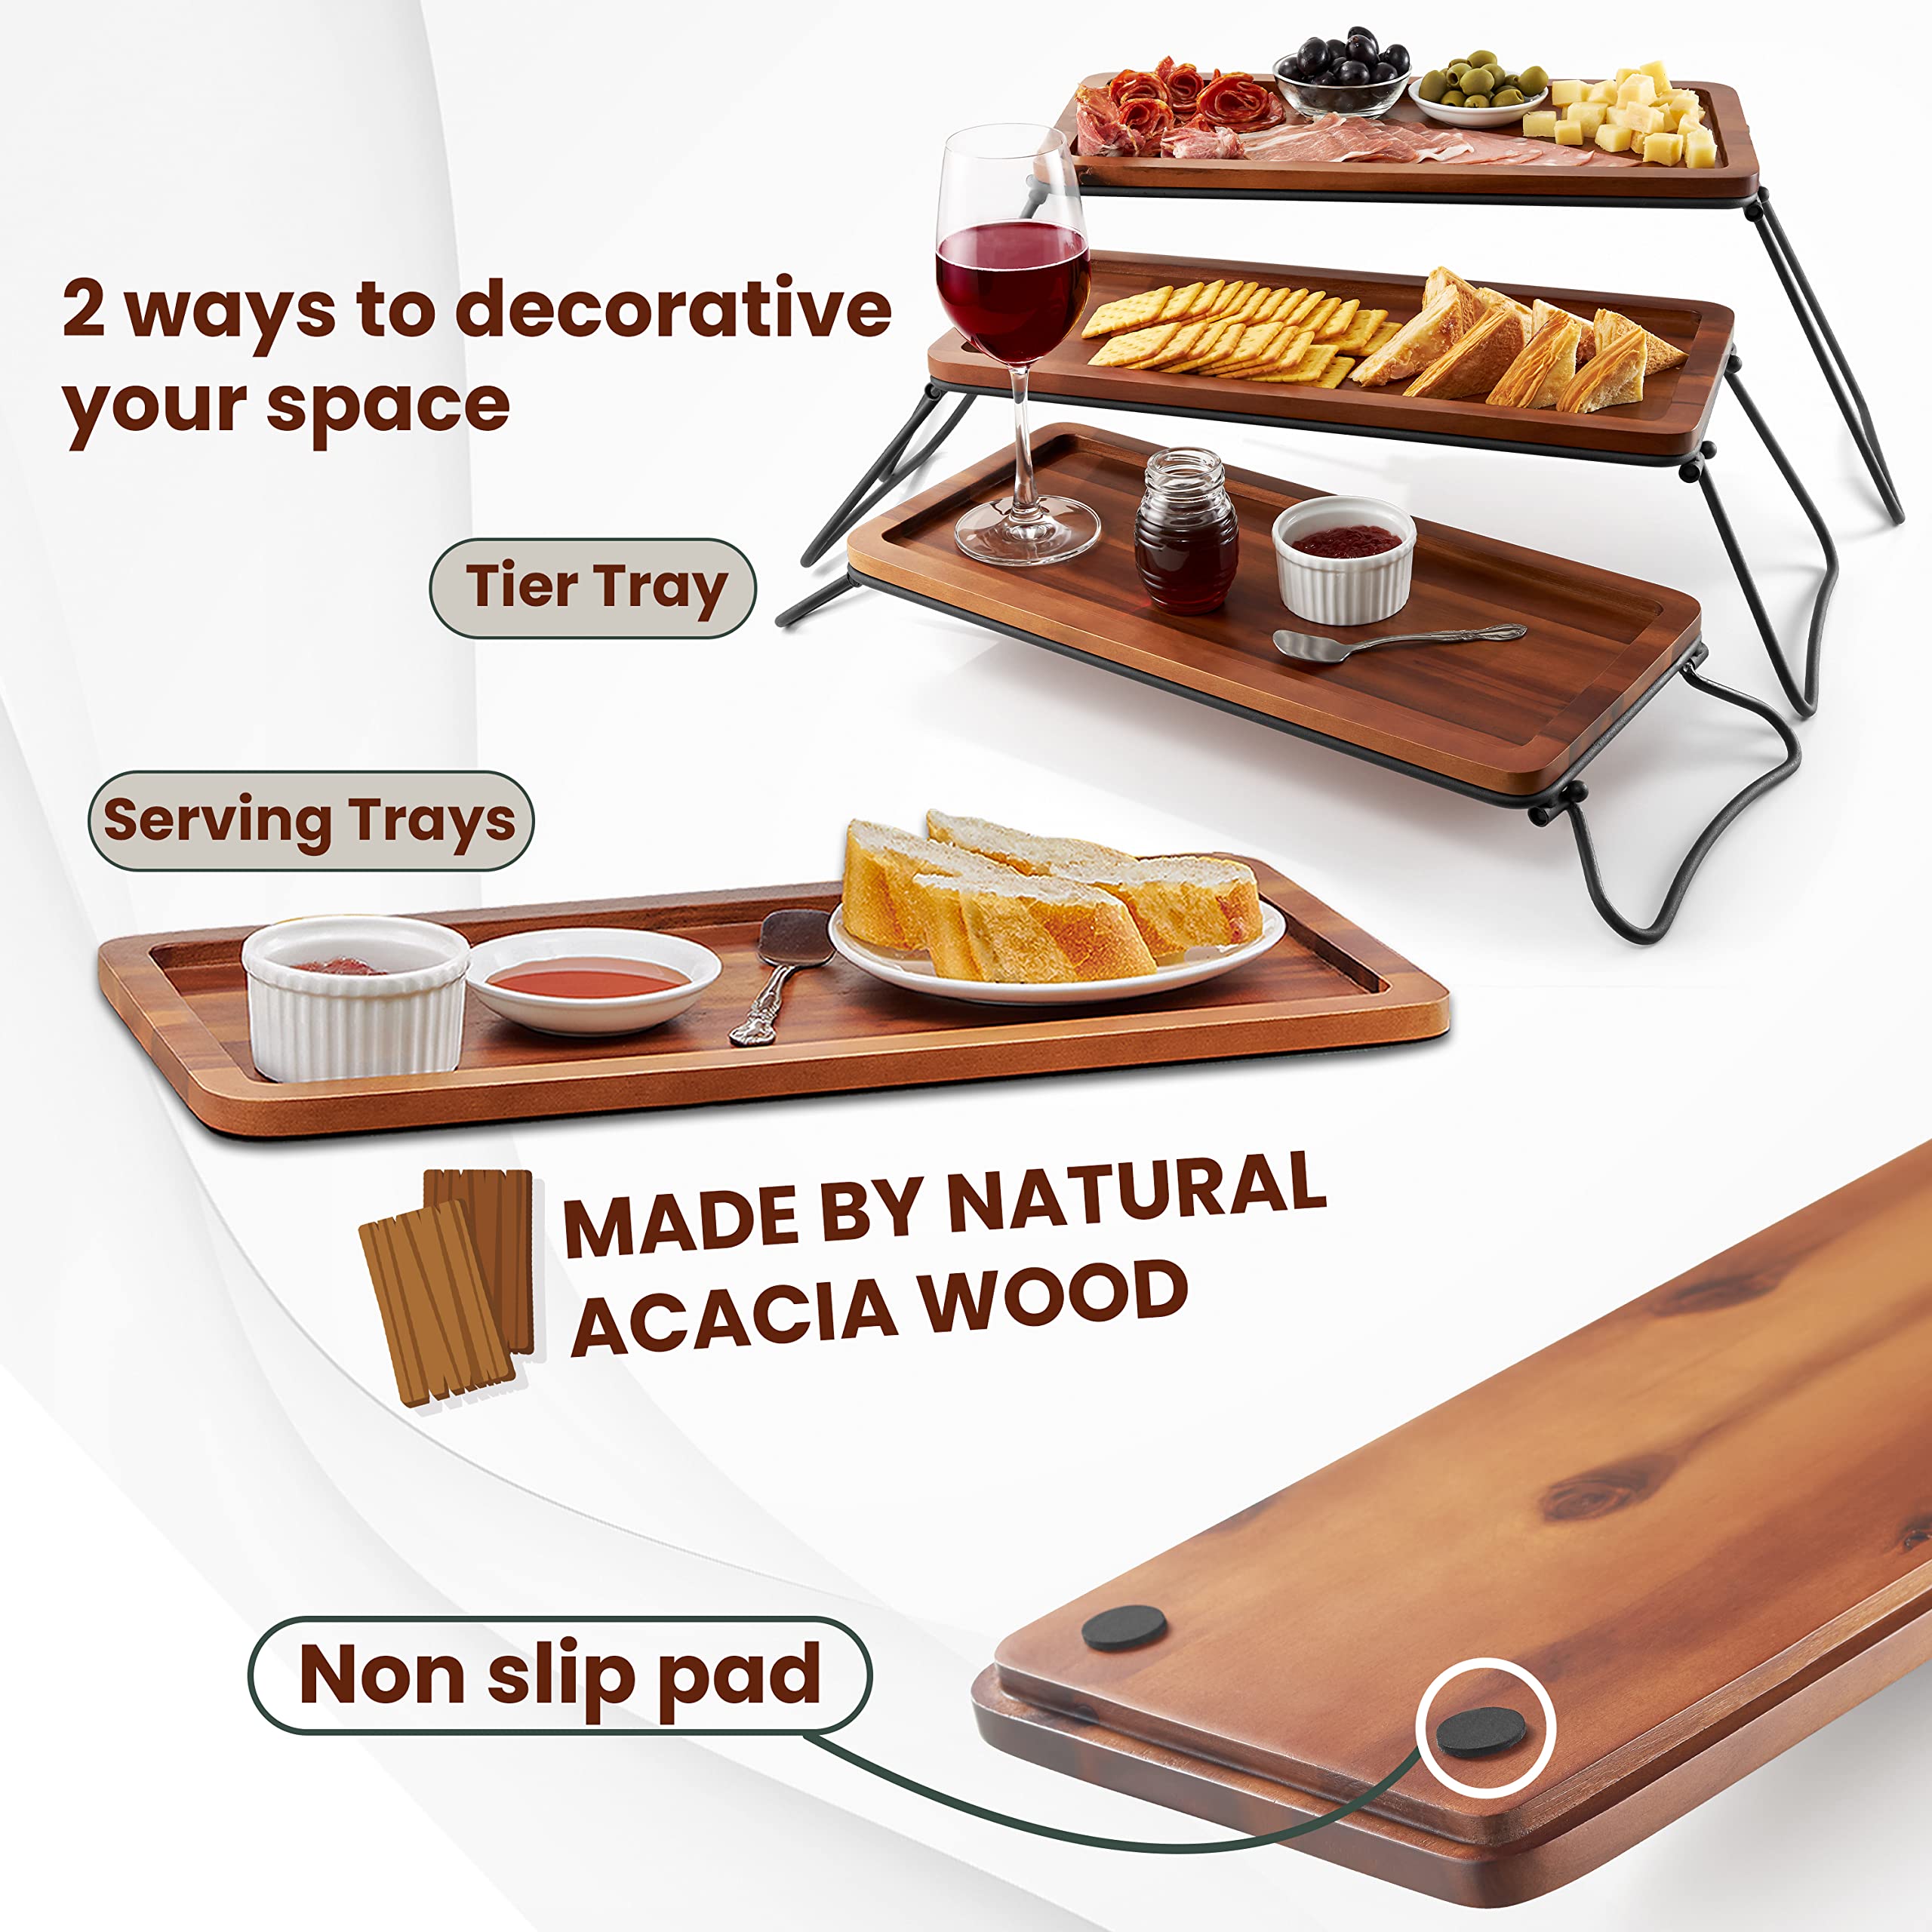 2 ways to decorative
your space
Tier Tray
Serving Trays
MADE BY NATURAL
ACACIA WOOD
Non slip pad